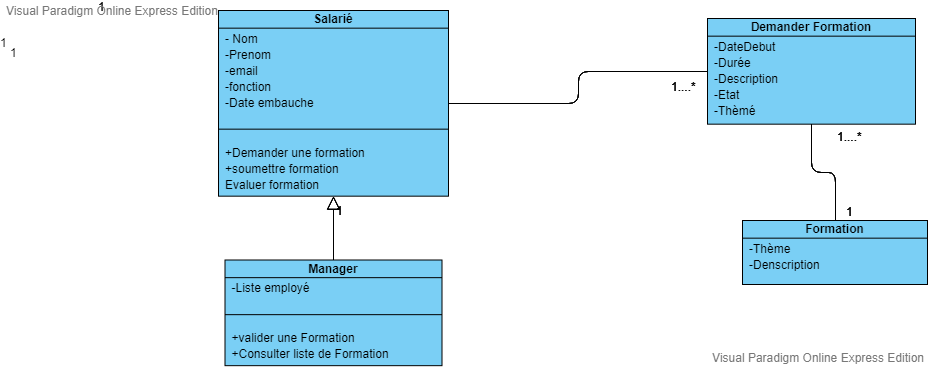 Visual Paradigm Online Express Edition
1
1
1
Salarié
- Nom
-Prenom
-email
-fonction
-Date embauche
+Demander une formation
+soumettre formation
Evaluer formation
1
Manager
-Liste employé
+valider une Formation
+Consulter liste de Formation
Demander Formation
-DateDebut
-Durée
-Description
-Etat
-Thèmé
1....*
1....*
1
Formation
-Thème
-Denscription
Visual Paradigm Online Express Edition